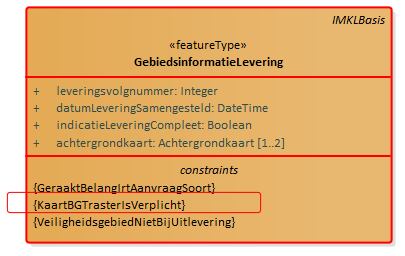 IMKLBasis
«featureType»
GebiedsinformatieLevering
+ leveringsvolgnummer: Integer
+ datumLeveringSamengesteld: DateTime
+ indicatieLeveringCompleet: Boolean
+ achtergrondkaart: Achtergrondkaart [1..2]
constraints
{GeraaktBelangIrtAanvraagSoort}
{KaartBGTrasterIsVerplicht}
{VeiligheidsgebiedNietBijUitlevering}